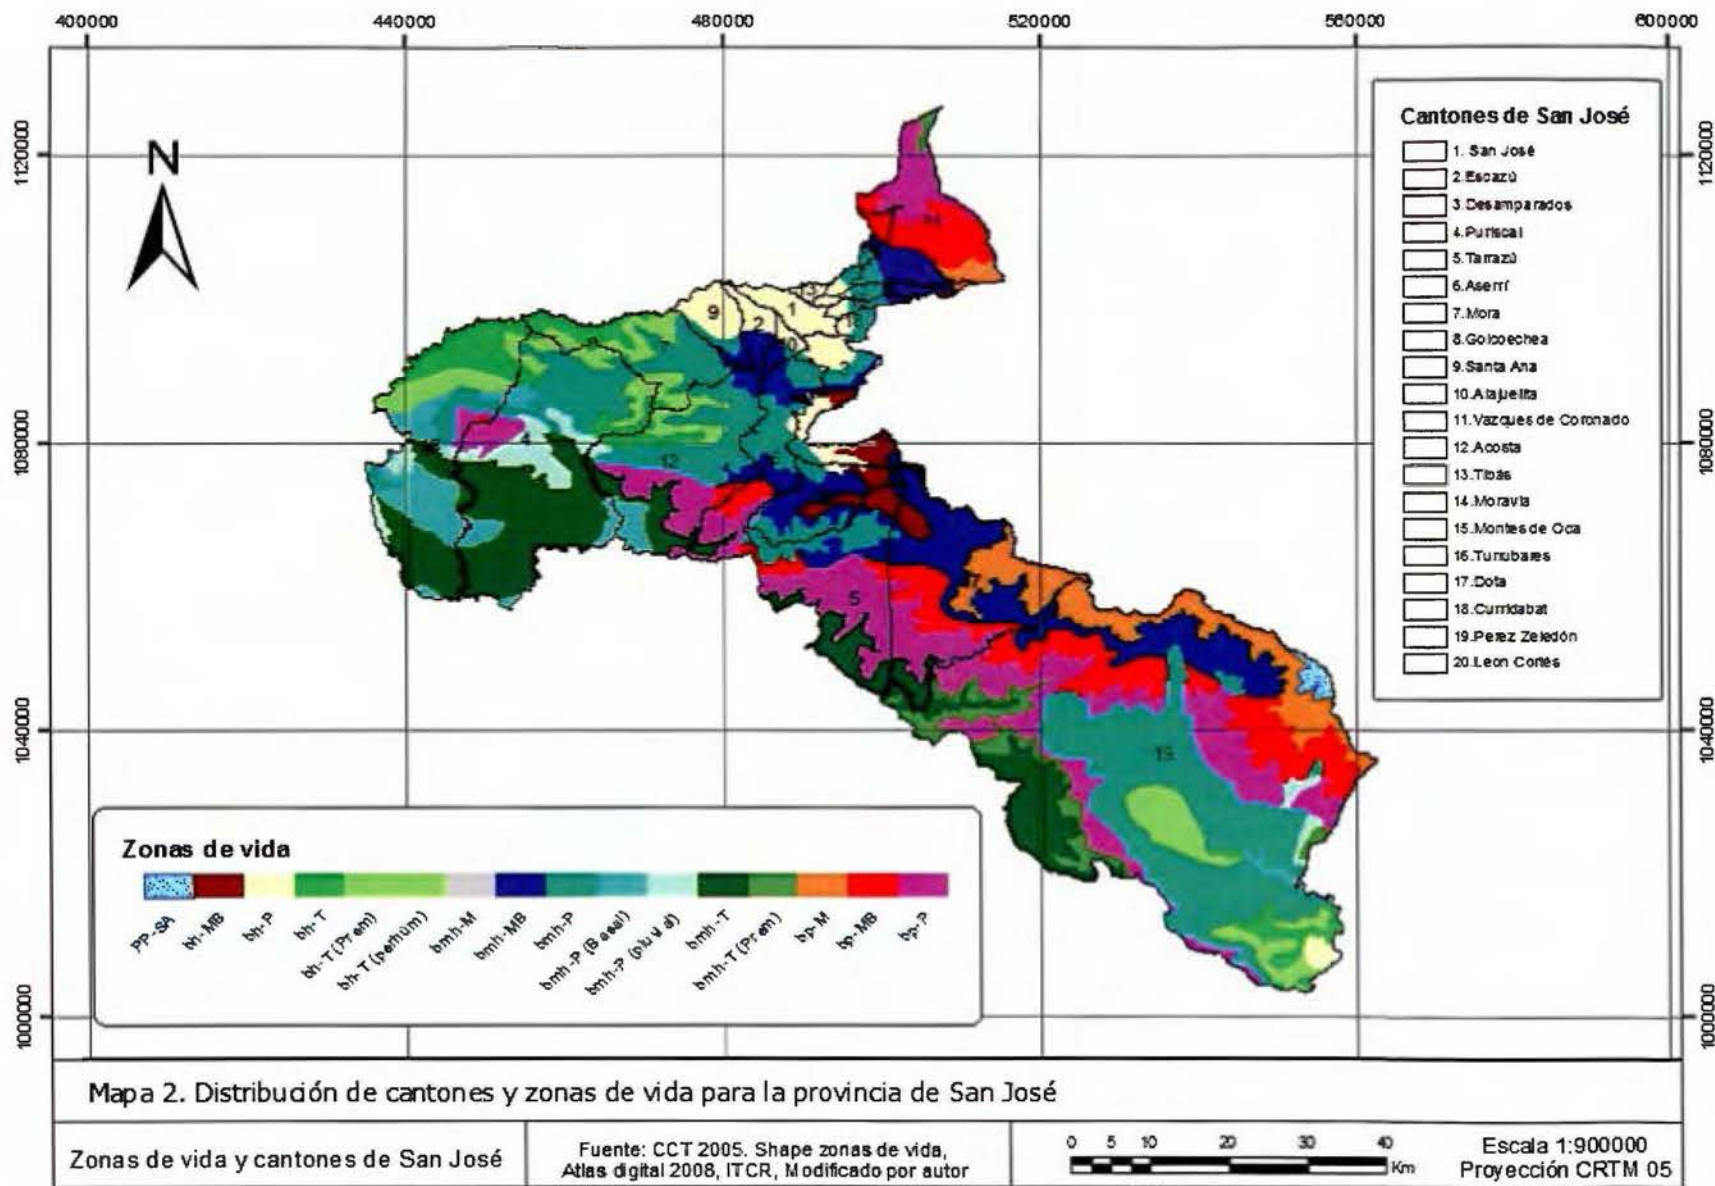 400000 440000 480000 520000 560000 600000
1120000 1120000
1080000 1080000
1040000 1040000
1000000 1000000
N
Cantones de San José
1. San José
2.Escazú
3.Desamparados
4.Puriscal
5.Tarrazú
6.Aserrí
7.Mora
8.Goicoechea
9.Santa Ana
10.Alajuelita
11.Vazques de Coronado
12.Acosta
13.Tibás
14.Moravia
15.Montes de Oca
16.Turrubares
17.Dota
18.Curridabat
19.Perez Zeledón
20.Leon Cortés
13
9
1
2
4
12
5
19
Zonas de vida
PP-SA
bh-MB
bh-P
bh-T
bh-T (Prem)
bh-T (perhúm)
bmh-M
bmh-MB
bmh-P
bmh-P (Basal)
bmh-P (pluvial)
bmh-T
bmh-T (Prem)
bp-M
bp-MB
bp-P
Mapa 2. Distribución de cantones y zonas de vida para la provincia de San José
Zonas de vida y cantones de San José
Fuente: CCT 2005. Shape zonas de vida,
Atlas digital 2008, ITCR, Modificado por autor
0 5 10 20 30 40
Km
Escala 1:900000
Proyección CRTM 05